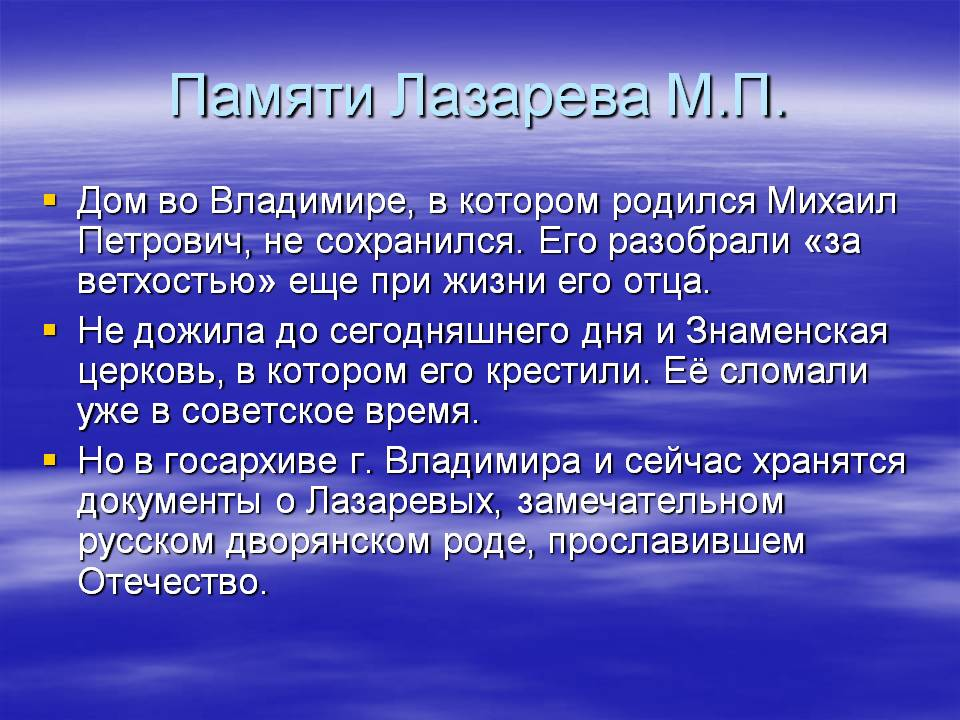 Памяти Лазарева М.П.
Дом во Владимире, в котором родился Михаил
Петрович, не сохранился. Его разобрали «за
ветхостью» еще при жизни его отца.
Не дожила до сегодняшнего дня и Знаменская
церковь, в котором его крестили. Её сломали
уже в советское время.
Но в госархиве г. Владимира и сейчас хранятся
документы о Лазаревых, замечательном
русском дворянском роде, прославившем
Отечество.